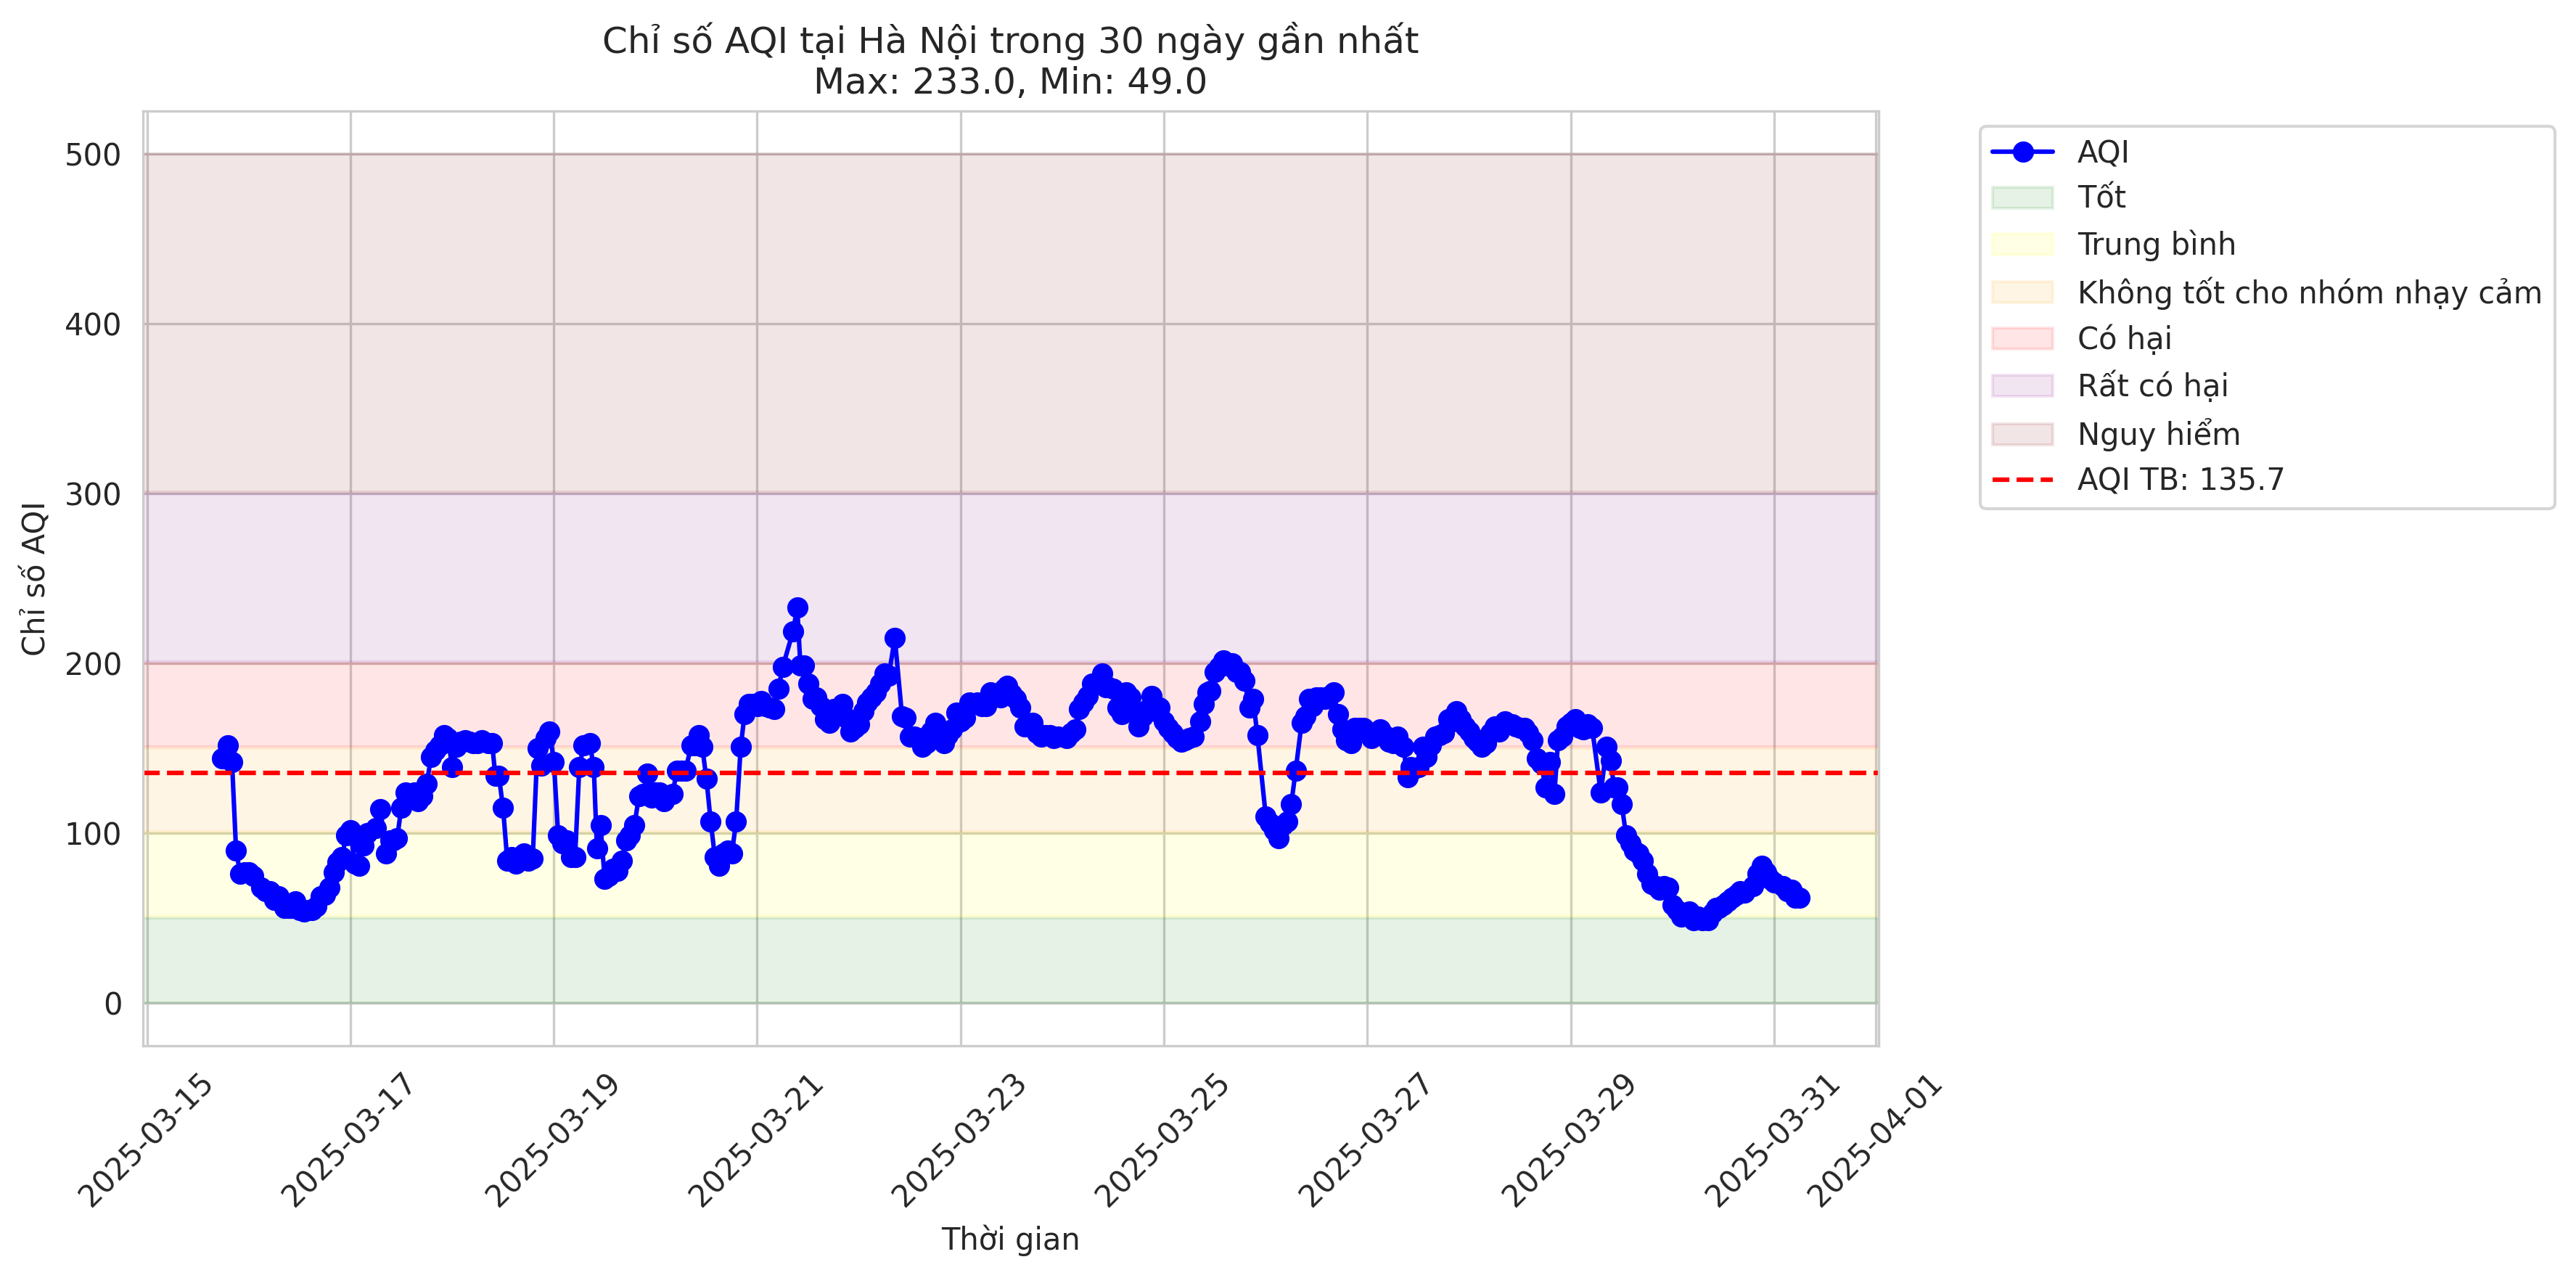 Chỉ số AQI tại Hà Nội trong 30 ngày gần nhất
Max: 233.0, Min: 49.0
Chỉ số AQI
500
400
300
200
100
0
2025-03-15
2025-03-17
2025-03-19
2025-03-21
2025-03-23
2025-03-25
2025-03-27
2025-03-29
2025-03-31
2025-04-01
Thời gian
AQI
Tốt
Trung bình
Không tốt cho nhóm nhạy cảm
Có hại
Rất có hại
Nguy hiểm
AQI TB: 135.7